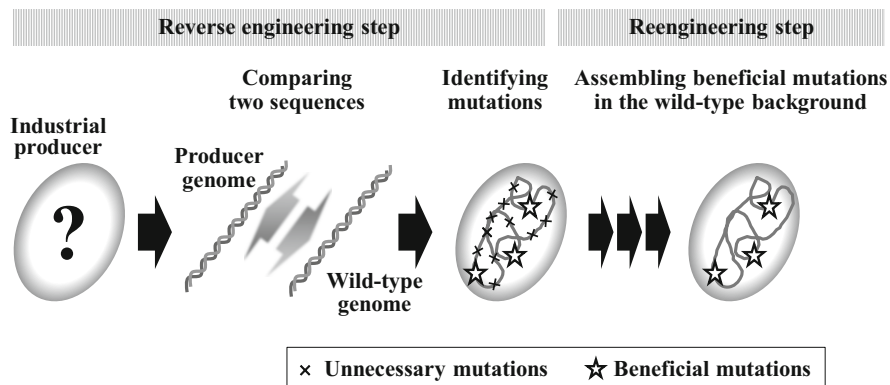 Reverse engineering step
Reengineering step
Comparing
two sequences
Identifying
mutations
Assembling beneficial mutations
in the wild-type background
Industrial
producer
Producer
genome
?
Wild-type
genome
× Unnecessary mutations
☆ Beneficial mutations